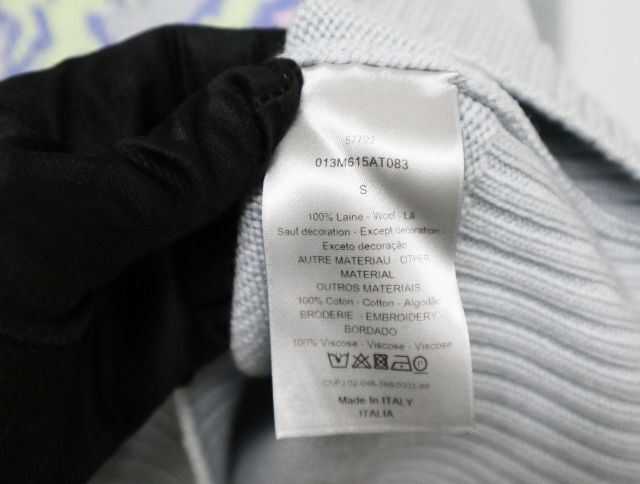 57792
013M615AT083
S
100% Laine - Wool - Lã
Sauf décoration - Except decoration -
Exceto decoração
AUTRE MATERIAU - OTHER
MATERIAL
OUTROS MATERIAIS
100% Coton - Cotton - Algodão
BRODERIE - EMBROIDERY -
BORDADO
100% Viscose - Viscose - Viscose
Made in ITALY
ITALIA